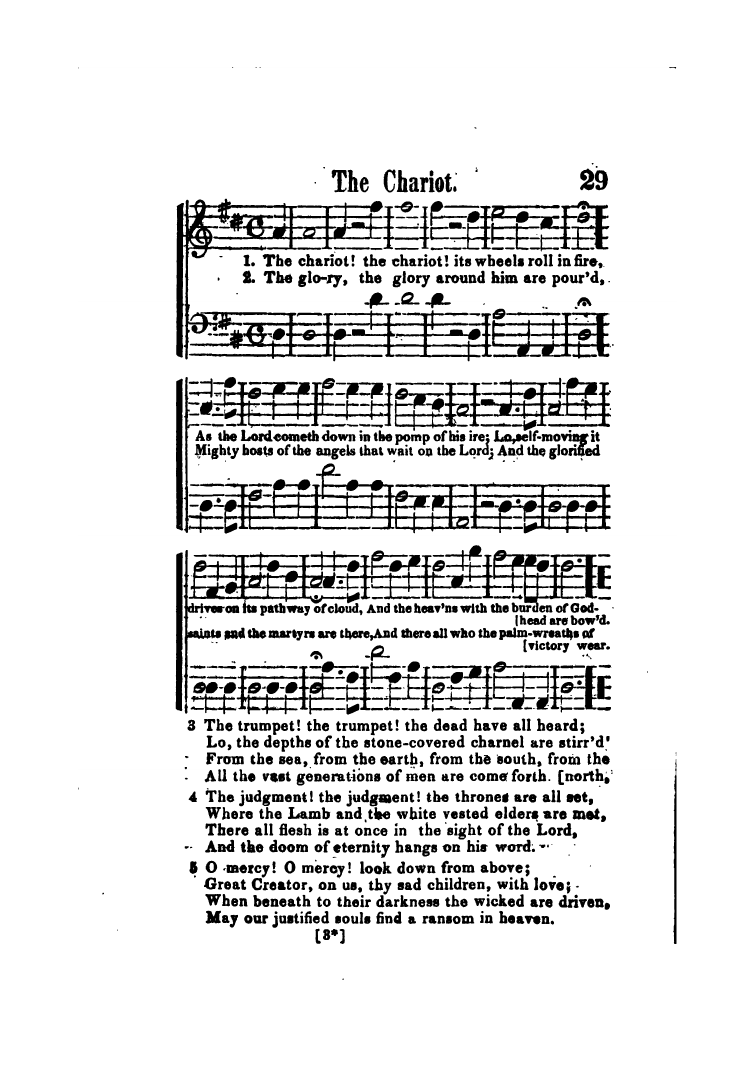 The Chariot. 29
1. The chariot! the chariot! its wheels roll in fire,
2. The glo-ry, the glory around him are pour'd,
As the Lord cometh down in the pomp of his ire; Lo, self-moving it
Mighty hosts of the angels that wait on the Lord; And the glorified
drives on its pathway of cloud, And the heav'ns with the burden of God-
[head are bow'd.
saints and the martyrs are there, And there all who the palm-wreaths of
[victory wear.
3 The trumpet! the trumpet! the dead have all heard;
Lo, the depths of the stone-covered charnel are stirr'd'
From the sea, from the earth, from the south, from the
All the vast generations of men are come forth. [north,
4 The judgment! the judgment! the thrones are all set,
Where the Lamb and the white vested elders are met,
There all flesh is at once in the sight of the Lord,
And the doom of eternity hangs on his word.
5 O mercy! O mercy! look down from above;
Great Creator, on us, thy sad children, with love;
When beneath to their darkness the wicked are driven,
May our justified souls find a ransom in heaven.
[3*]